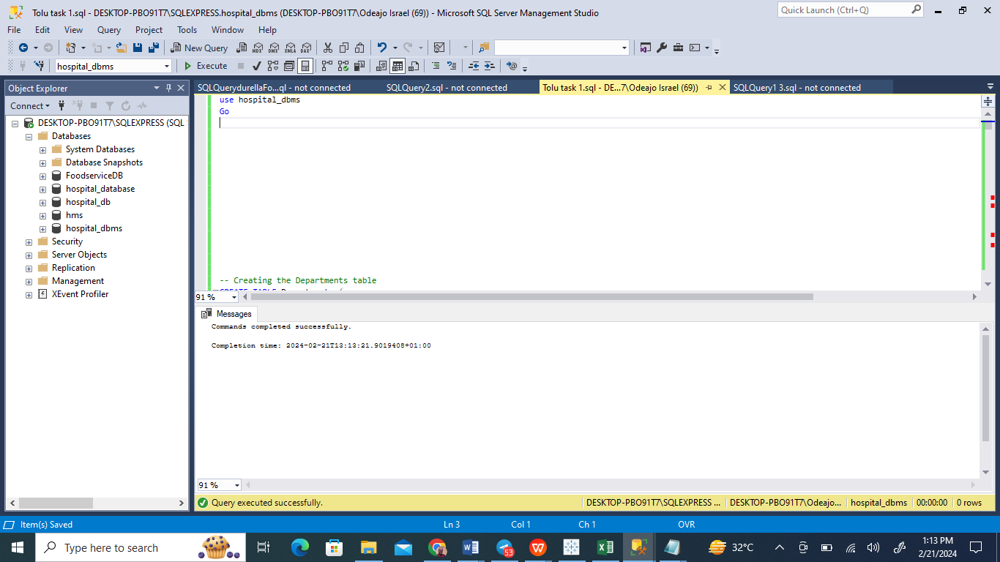 Tolu task 1.sql - DESKTOP-PBO91T7\SQLEXPRESS.hospital_dbms (DESKTOP-PBO91T7\Odeajo Israel (69)) - Microsoft SQL Server Management Studio
Quick Launch (Ctrl+Q)
File Edit View Query Project Tools Window Help
New Query MDX DMX XMLA DAX
hospital_dbms Execute
Object Explorer
SQLQuerydurellaFo...ql - not connected SQLQuery2.sql - not connected Tolu task 1.sql - DE...7\Odeajo Israel (69)) SQLQuery1 3.sql - not connected
Connect
DESKTOP-PBO91T7\SQLEXPRESS (SQL
Databases
System Databases
Database Snapshots
FoodserviceDB
hospital_database
hospital_db
hms
hospital_dbms
Security
Server Objects
Replication
Management
XEvent Profiler
use hospital_dbms
Go
-- Creating the Departments table
91 %
Messages
Commands completed successfully.
Completion time: 2024-02-21T13:13:21.9019408+01:00
91 %
Query executed successfully. DESKTOP-PBO91T7\SQLEXPRESS ... DESKTOP-PBO91T7\Odeajo... hospital_dbms 00:00:00 0 rows
Item(s) Saved Ln 3 Col 1 Ch 1 OVR
Type here to search
53
32°C
1:13 PM
2/21/2024